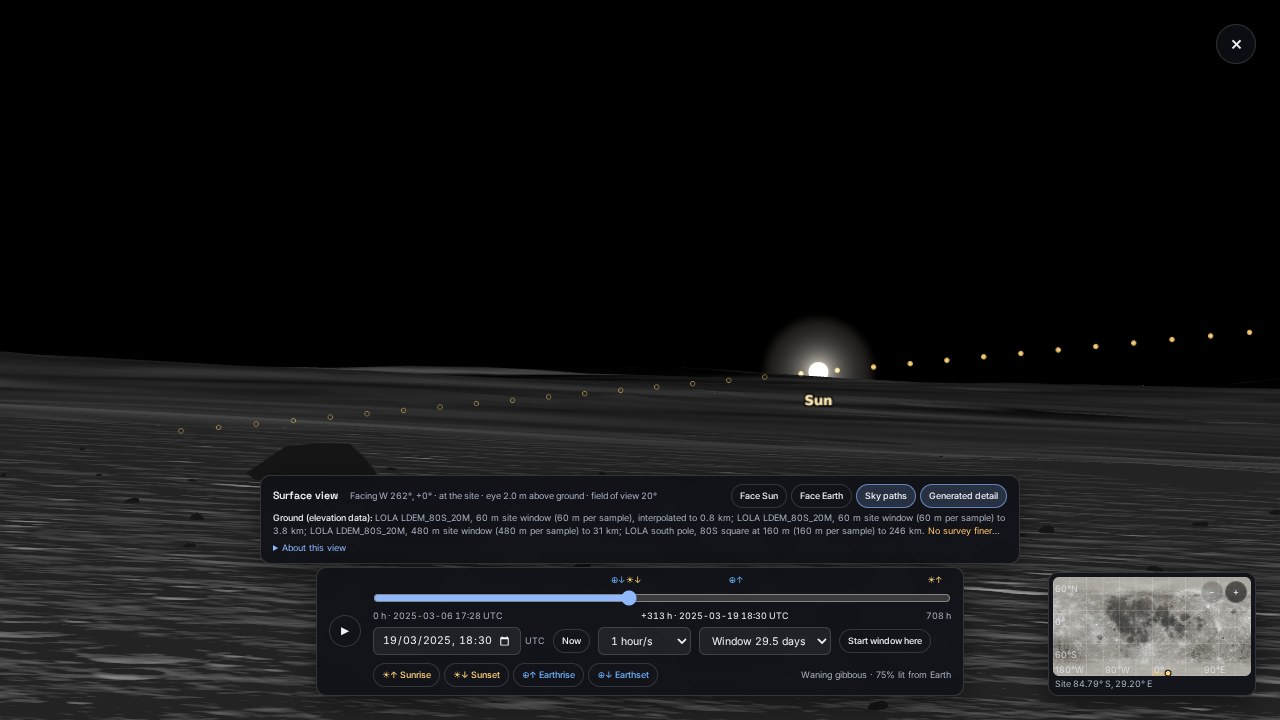 ×
Sun
Surface view Facing W 262°, +0° · at the site · eye 2.0 m above ground · field of view 20° Face Sun Face Earth Sky paths Generated detail
Ground (elevation data): LOLA LDEM_80S_20M, 60 m site window (60 m per sample), interpolated to 0.8 km; LOLA LDEM_80S_20M, 60 m site window (60 m per sample) to
3.8 km; LOLA LDEM_80S_20M, 480 m site window (480 m per sample) to 31 km; LOLA south pole, 80S square at 160 m (160 m per sample) to 246 km. No survey finer...
▶ About this view
⊕↓☀↓ ⊕↑ ☀↑
0 h · 2025-03-06 17:28 UTC +313 h · 2025-03-19 18:30 UTC 708 h
19/03/2025, 18:30 UTC Now 1 hour/s Window 29.5 days Start window here
☀↑ Sunrise ☀↓ Sunset ⊕↑ Earthrise ⊕↓ Earthset Waning gibbous · 75% lit from Earth
60°N − +
0°
60°S
180°W 90°W 0° 90°E
Site 84.79° S, 29.20° E